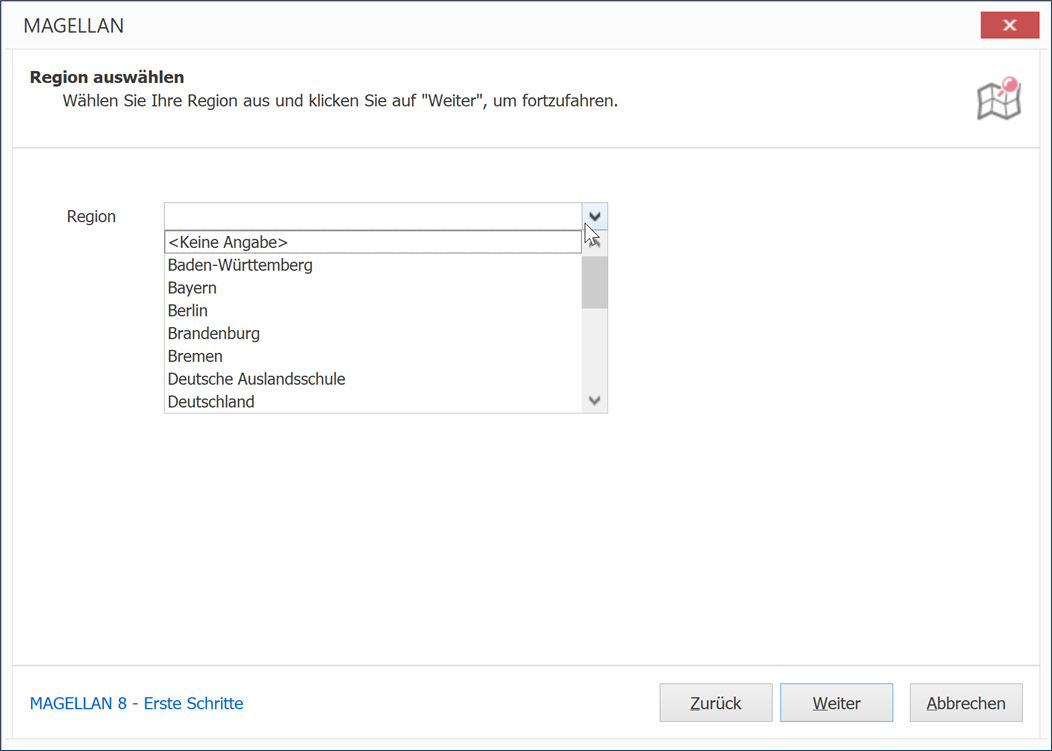 MAGELLAN
Region auswählen
Wählen Sie Ihre Region aus und klicken Sie auf "Weiter", um fortzufahren.
Region
<Keine Angabe>
Baden-Württemberg
Bayern
Berlin
Brandenburg
Bremen
Deutsche Auslandsschule
Deutschland
MAGELLAN 8 - Erste Schritte
Zurück
Weiter
Abbrechen